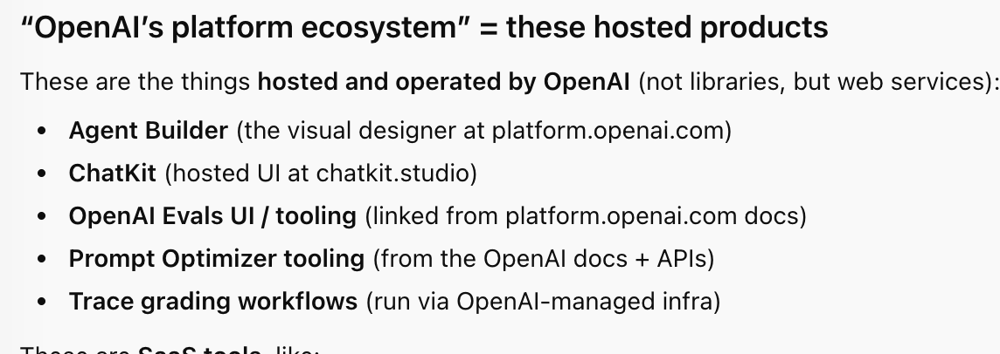 “OpenAI’s platform ecosystem” = these hosted products
These are the things hosted and operated by OpenAI (not libraries, but web services):
• Agent Builder (the visual designer at platform.openai.com)
• ChatKit (hosted UI at chatkit.studio)
• OpenAI Evals UI / tooling (linked from platform.openai.com docs)
• Prompt Optimizer tooling (from the OpenAI docs + APIs)
• Trace grading workflows (run via OpenAI-managed infra)
These are SaaS tools, like: